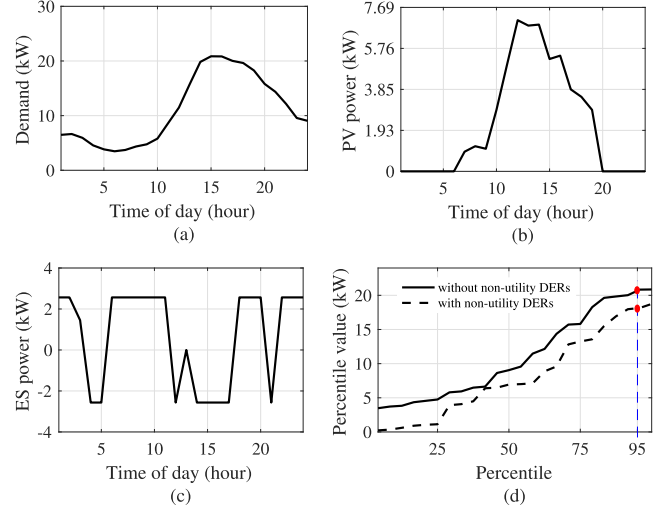 30
20
10
0
5
10
15
20
Demand (kW)
Time of day (hour)
(a)
7.69
5.76
3.85
1.93
0
5
10
15
20
PV power (kW)
Time of day (hour)
(b)
4
2
0
-2
-4
5
10
15
20
ES power (kW)
Time of day (hour)
(c)
20
15
10
5
0
25
50
75
95
Percentile value (kW)
without non-utility DERs
with non-utility DERs
Percentile
(d)